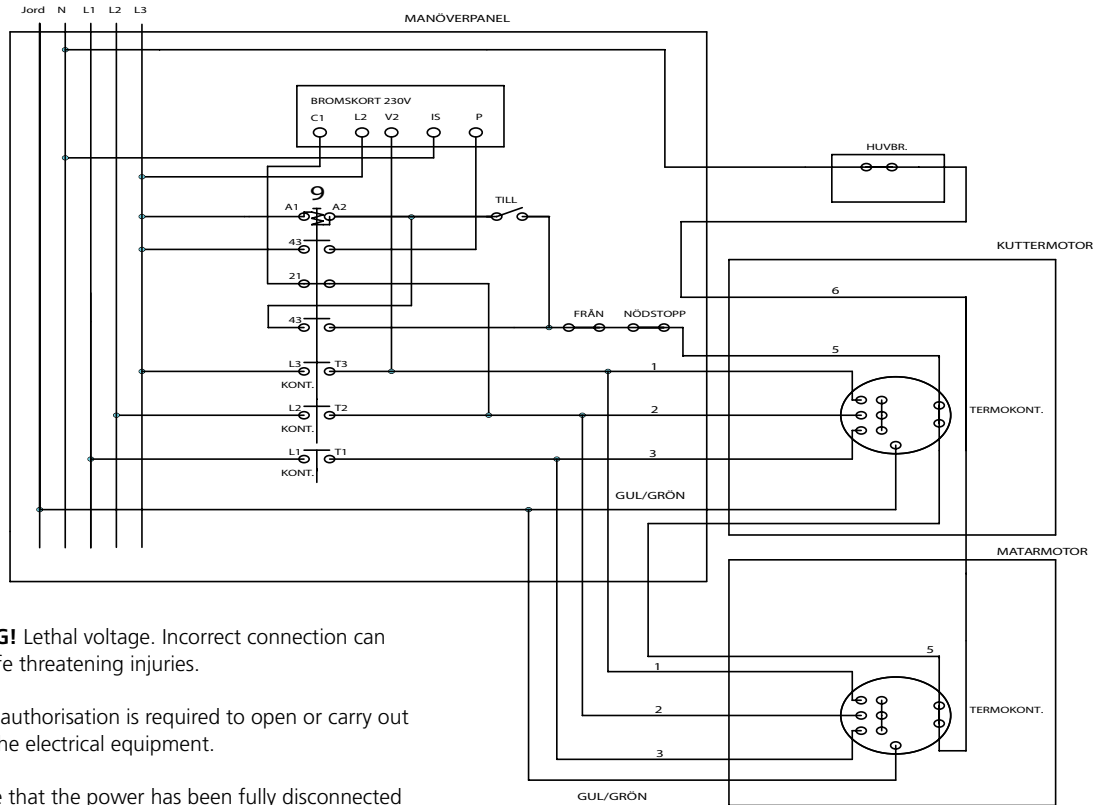 Jord N L1 L2 L3
MANÖVERPANEL
BROMSKORT 230V
C1 L2 V2 IS P
HUVBR.
9
A1 A2
TILL
43
KUTTERMOTOR
21
6
43
FRÅN NÖDSTOPP
5
L3 T3
1
KONT.
L2 T2
2
TERMOKONT.
KONT.
L1 T1
3
KONT.
GUL/GRÖN
MATARMOTOR
G! Lethal voltage. Incorrect connection can
fe threatening injuries.
5
1
authorisation is required to open or carry out
he electrical equipment.
2
TERMOKONT.
3
e that the power has been fully disconnected
GUL/GRÖN